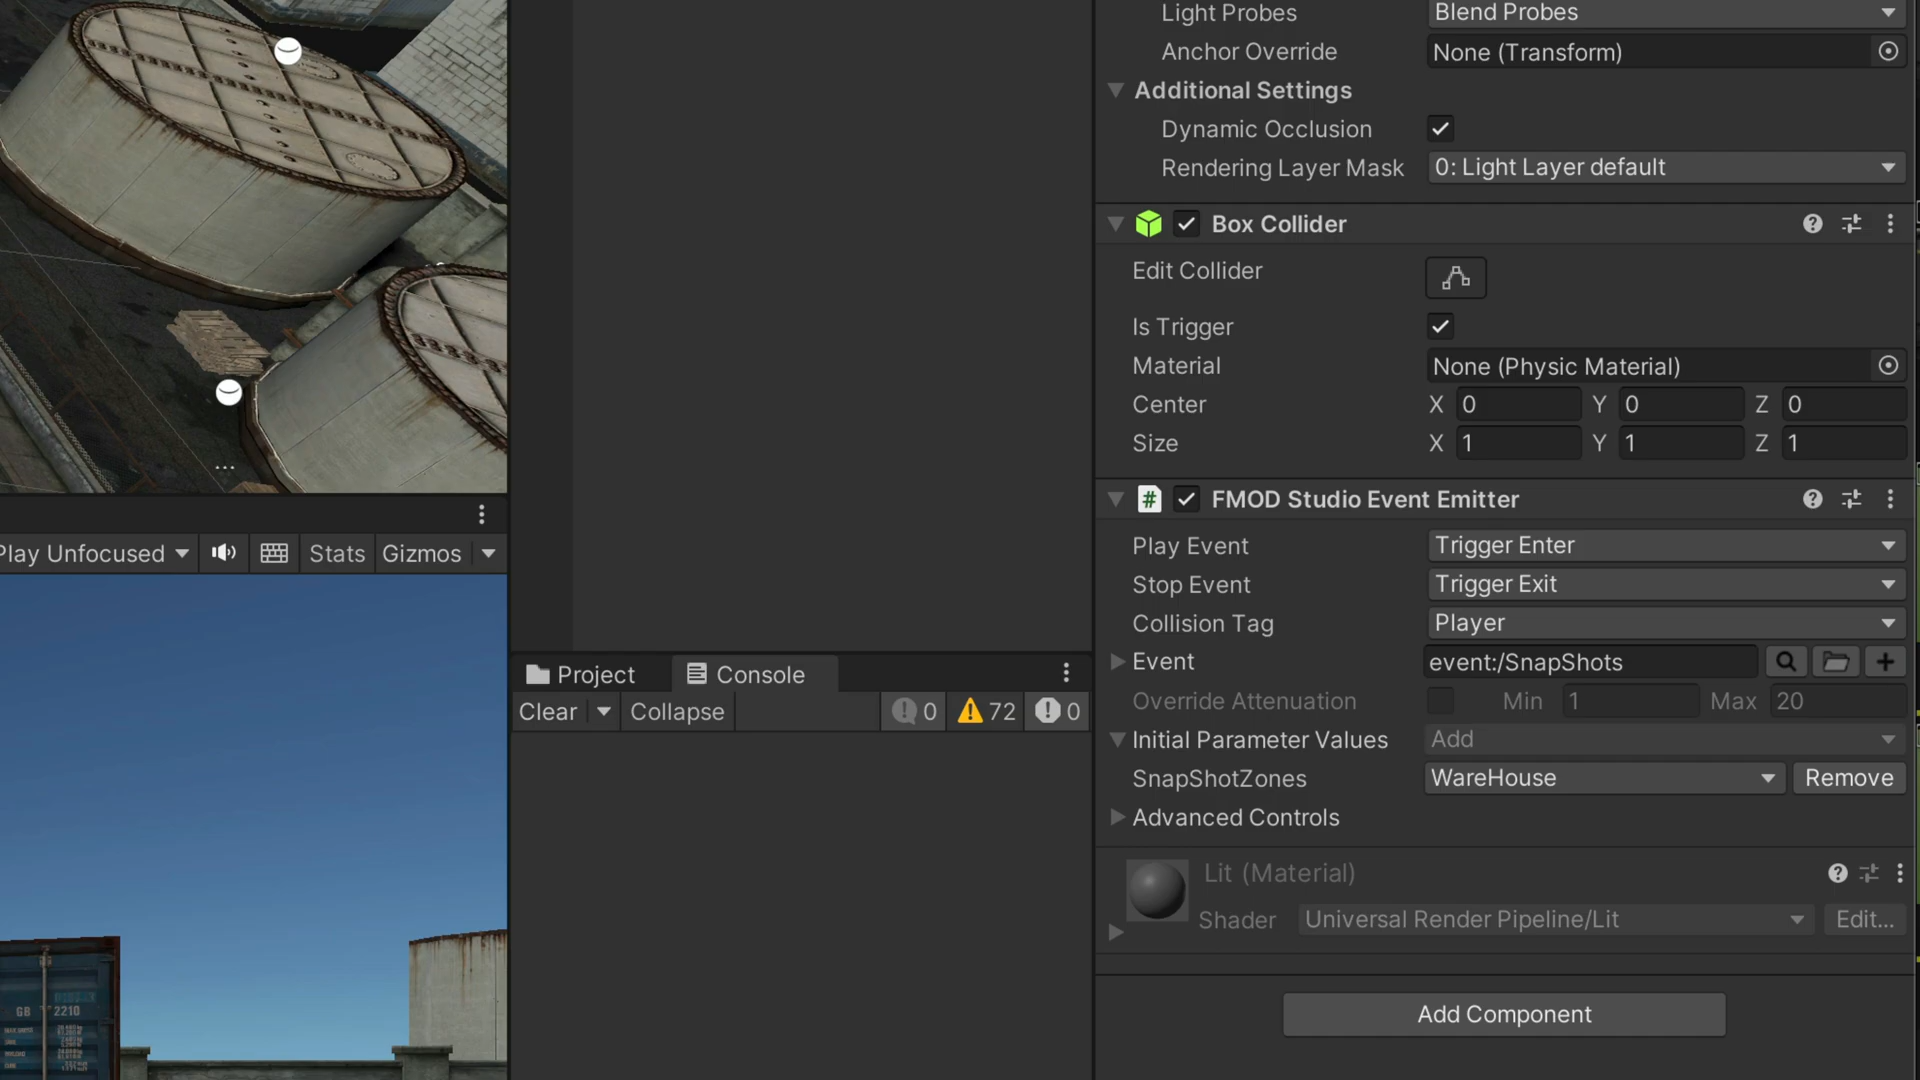 Light Probes Blend Probes
Anchor Override None (Transform)
Additional Settings
Dynamic Occlusion
Rendering Layer Mask 0: Light Layer default
Box Collider
Edit Collider
Is Trigger
Material None (Physic Material)
Center X 0 Y 0 Z 0
Size X 1 Y 1 Z 1
# FMOD Studio Event Emitter
Play Event Trigger Enter
Stop Event Trigger Exit
Collision Tag Player
Event event:/SnapShots
Override Attenuation Min 1 Max 20
Initial Parameter Values Add
SnapShotZones WareHouse Remove
Advanced Controls
Lit (Material)
Shader Universal Render Pipeline/Lit Edit...
Add Component
Play Unfocused Stats Gizmos
Project Console
Clear Collapse 0 72 0
GB 2210